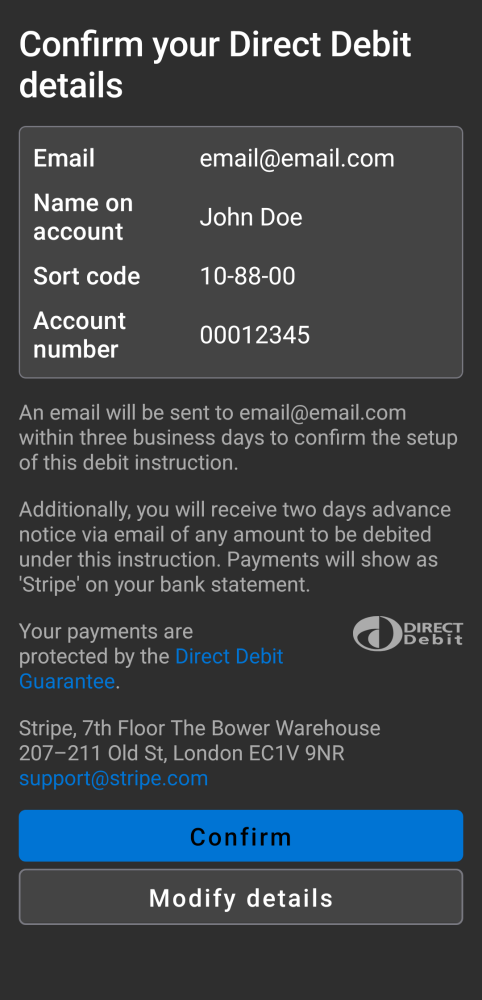 Confirm your Direct Debit
details
Email email@email.com
Name on
account John Doe
Sort code 10-88-00
Account
number 00012345
An email will be sent to email@email.com
within three business days to confirm the setup
of this debit instruction.
Additionally, you will receive two days advance
notice via email of any amount to be debited
under this instruction. Payments will show as
'Stripe' on your bank statement.
Your payments are
protected by the Direct Debit
Guarantee.
DIRECT
Debit
Stripe, 7th Floor The Bower Warehouse
207–211 Old St, London EC1V 9NR
support@stripe.com
Confirm
Modify details